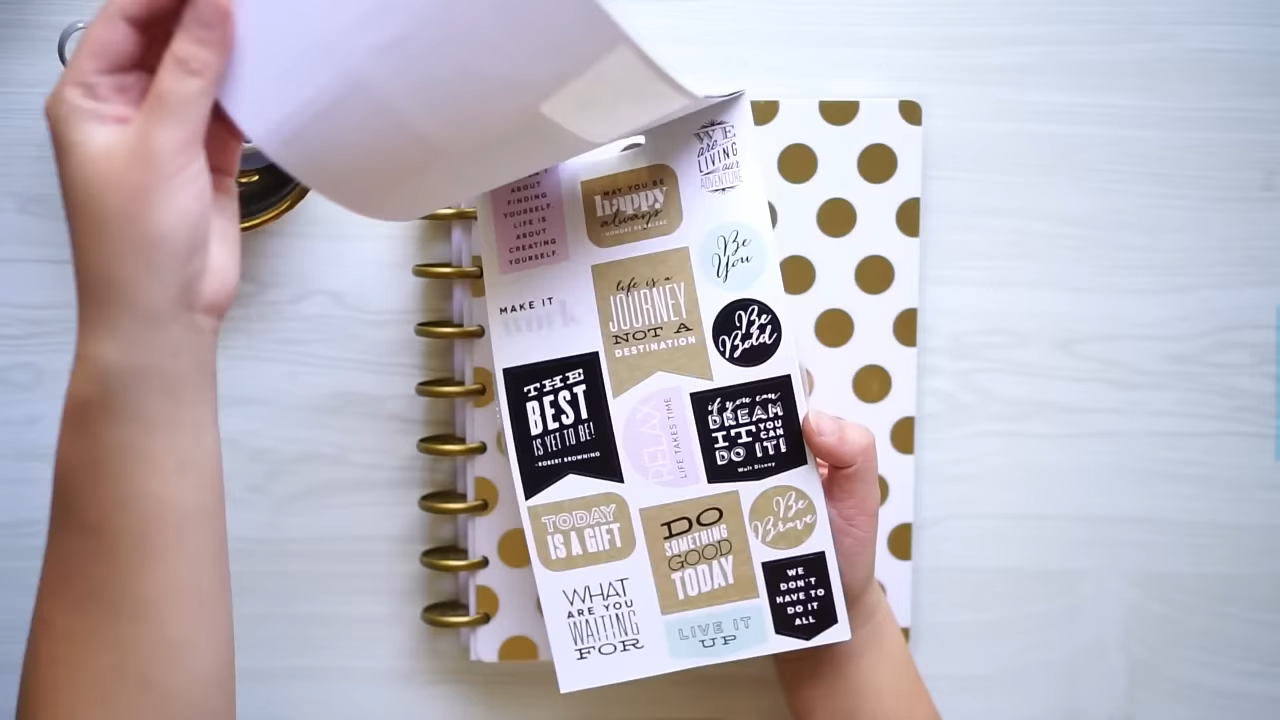 ABOUT
FINDING
YOURSELF.
LIFE IS
ABOUT
CREATING
YOURSELF.
MAY YOU BE
happy
always
- HONORÉ DE BALZAC
WE
are
LIVING
our
ADVENTURE
Be
You
MAKE IT
work
life is a
JOURNEY
NOT A
DESTINATION
Be
Bold
THE
BEST
IS YET TO BE!
-ROBERT BROWNING
RELAX
LIFE TAKES TIME
if you can
DREAM
IT YOU
CAN
DO IT!
Walt Disney
TODAY
IS A GIFT
DO
SOMETHING
GOOD
TODAY
Be
Brave
WHAT
ARE YOU
WAITING
FOR
LIVE IT
UP
WE
DON'T
HAVE TO
DO IT
ALL